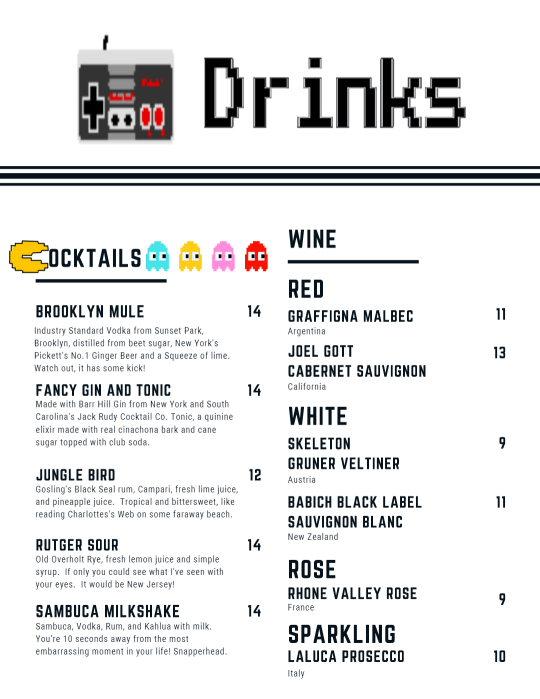 Drinks
COCKTAILS
BROOKLYN MULE 14
Industry Standard Vodka from Sunset Park,
Brooklyn, distilled from beet sugar, New York's
Pickett's No.1 Ginger Beer and a Squeeze of lime.
Watch out, it has some kick!
FANCY GIN AND TONIC 14
Made with Barr Hill Gin from New York and South
Carolina's Jack Rudy Cocktail Co. Tonic, a quinine
elixir made with real cinachona bark and cane
sugar topped with club soda.
JUNGLE BIRD 12
Gosling's Black Seal rum, Campari, fresh lime juice,
and pineapple juice. Tropical and bittersweet, like
reading Charlottes's Web on some faraway beach.
RUTGER SOUR 14
Old Overholt Rye, fresh lemon juice and simple
syrup. If only you could see what I've seen with
your eyes. It would be New Jersey!
SAMBUCA MILKSHAKE 14
Sambuca, Vodka, Rum, and Kahlua with milk.
You're 10 seconds away from the most
embarrassing moment in your life! Snapperhead.
WINE
RED
GRAFFIGNA MALBEC 11
Argentina
JOEL GOTT 13
CABERNET SAUVIGNON
California
WHITE
SKELETON 9
GRUNER VELTINER
Austria
BABICH BLACK LABEL 11
SAUVIGNON BLANC
New Zealand
ROSE
RHONE VALLEY ROSE 9
France
SPARKLING
LALUCA PROSECCO 10
Italy